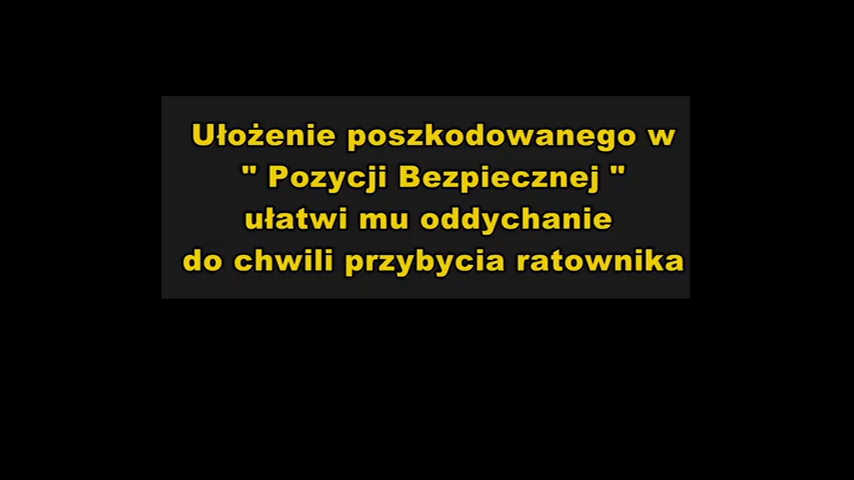 Ułożenie poszkodowanego w
" Pozycji Bezpiecznej "
ułatwi mu oddychanie
do chwili przybycia ratownika